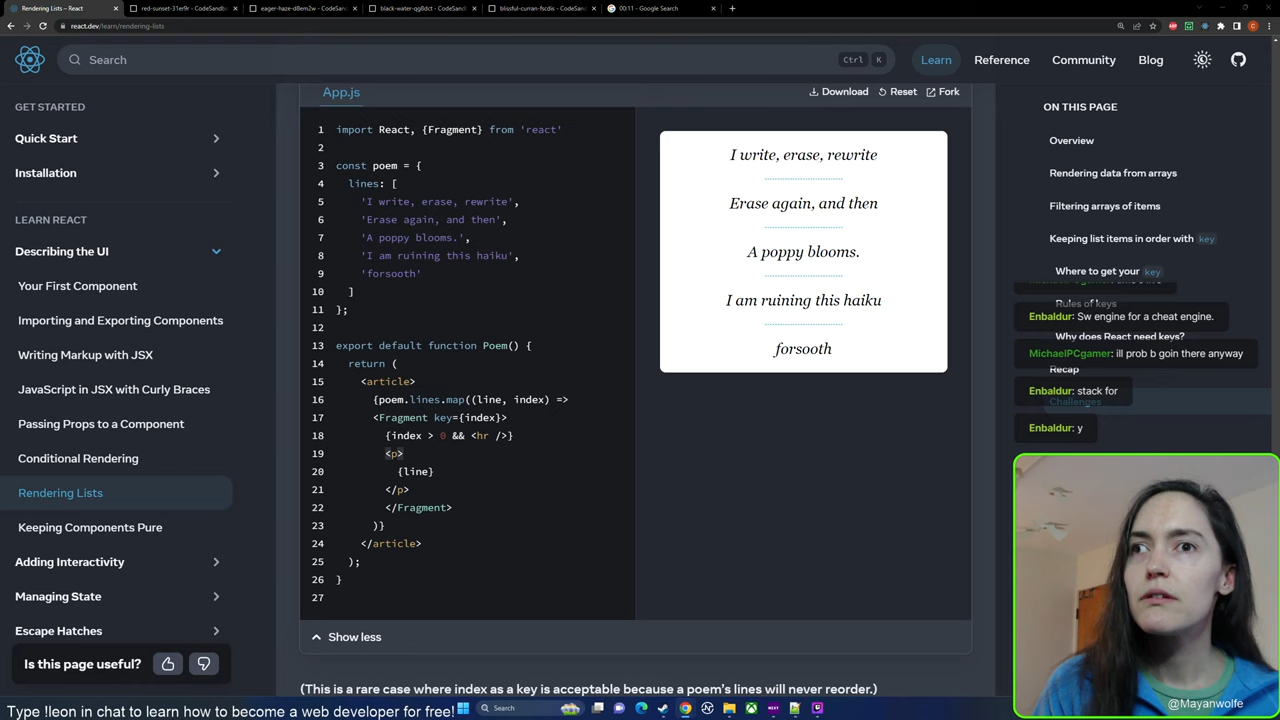 Rendering Lists – React
red-sunset-31er9r - CodeSandb
eager-haze-d8em2w - CodeSand
black-water-qg8dct - CodeSandb
blissful-curran-fscdis - CodeSan
00:11 - Google Search
react.dev/learn/rendering-lists
Search
Ctrl K
Learn
Reference
Community
Blog
GET STARTED
Quick Start
Installation
LEARN REACT
Describing the UI
Your First Component
Importing and Exporting Components
Writing Markup with JSX
JavaScript in JSX with Curly Braces
Passing Props to a Component
Conditional Rendering
Rendering Lists
Keeping Components Pure
Adding Interactivity
Managing State
Escape Hatches
Is this page useful?
App.js
Download
Reset
Fork
1 import React, {Fragment} from 'react'
2
3 const poem = {
4 lines: [
5 'I write, erase, rewrite',
6 'Erase again, and then',
7 'A poppy blooms.',
8 'I am ruining this haiku',
9 'forsooth'
10 ]
11 };
12
13 export default function Poem() {
14 return (
15 <article>
16 {poem.lines.map((line, index) =>
17 <Fragment key={index}>
18 {index > 0 && <hr />}
19 <p>
20 {line}
21 </p>
22 </Fragment>
23 )}
24 </article>
25 );
26 }
27
I write, erase, rewrite
Erase again, and then
A poppy blooms.
I am ruining this haiku
forsooth
Show less
(This is a rare case where index as a key is acceptable because a poem's lines will never reorder.)
ON THIS PAGE
Overview
Rendering data from arrays
Filtering arrays of items
Keeping list items in order with key
Where to get your key
Rules of keys
Enbaldur: Sw engine for a cheat engine.
Why does React need keys?
MichaelPCgamer: ill prob b goin there anyway
Recap
Enbaldur: stack for
Challenges
Enbaldur: y
@Mayanwolfe
Type !leon in chat to learn how to become a web developer for free!
Search